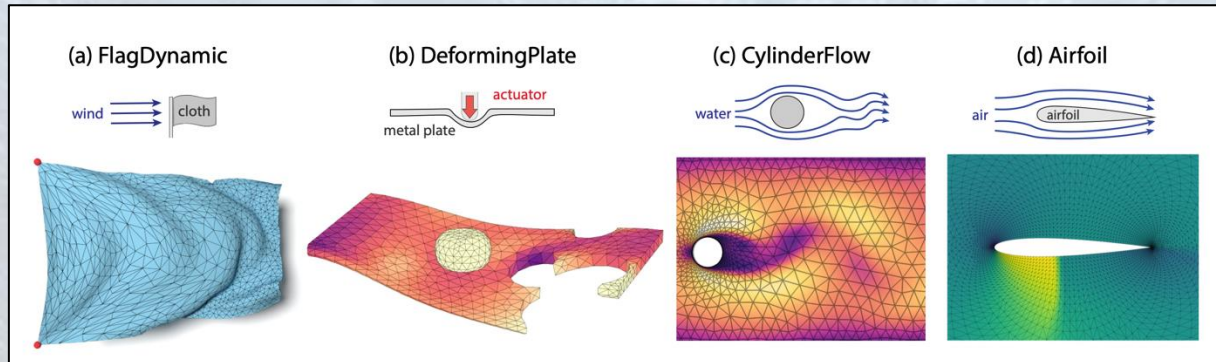 (a) FlagDynamic
wind
cloth
(b) DeformingPlate
actuator
metal plate
(c) CylinderFlow
water
(d) Airfoil
air
airfoil